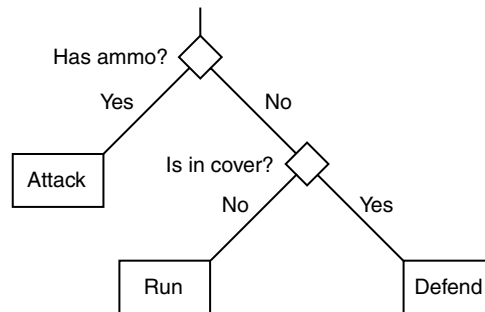 Has ammo?
Yes
No
Attack
Is in cover?
No
Yes
Run
Defend